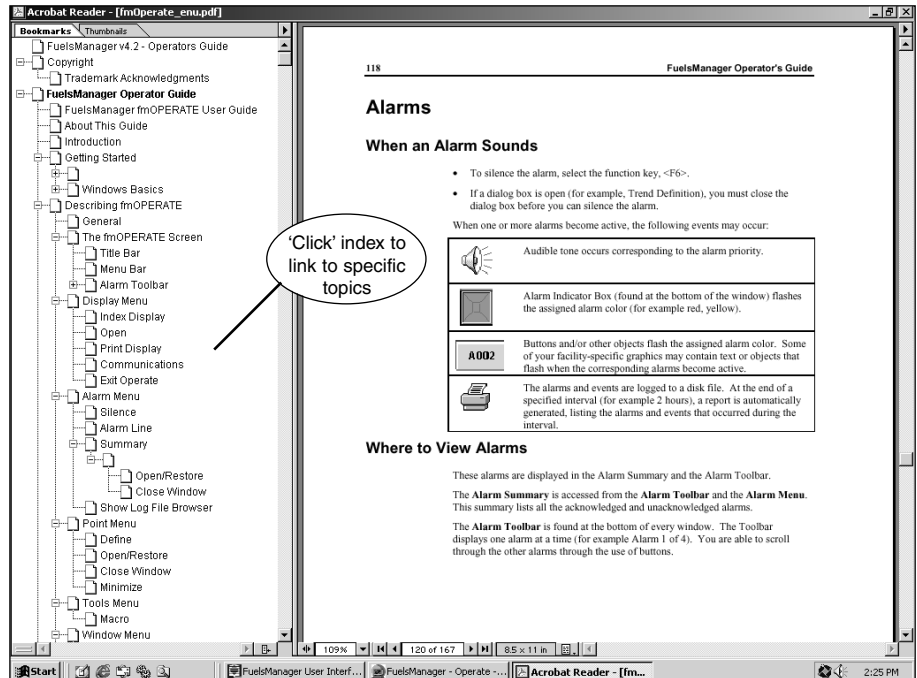 Acrobat Reader - [fmOperate_enu.pdf]
Bookmarks Thumbnails
FuelsManager v4.2 - Operators Guide
Copyright
Trademark Acknowledgments
FuelsManager Operator Guide
FuelsManager fmOPERATE User Guide
About This Guide
Introduction
Getting Started
Windows Basics
Describing fmOPERATE
General
The fmOPERATE Screen
Title Bar
Menu Bar
Alarm Toolbar
Display Menu
Index Display
Open
Print Display
Communications
Exit Operate
Alarm Menu
Silence
Alarm Line
Summary
Open/Restore
Close Window
Show Log File Browser
Point Menu
Define
Open/Restore
Close Window
Minimize
Tools Menu
Macro
Window Menu
'Click' index to
link to specific
topics
118 FuelsManager Operator's Guide
Alarms
When an Alarm Sounds
• To silence the alarm, select the function key, <F6>.
• If a dialog box is open (for example, Trend Definition), you must close the
dialog box before you can silence the alarm.
When one or more alarms become active, the following events may occur:
Audible tone occurs corresponding to the alarm priority.
Alarm Indicator Box (found at the bottom of the window) flashes
the assigned alarm color (for example red, yellow).
A002
Buttons and/or other objects flash the assigned alarm color. Some
of your facility-specific graphics may contain text or objects that
flash when the corresponding alarms become active.
The alarms and events are logged to a disk file. At the end of a
specified interval (for example 2 hours), a report is automatically
generated, listing the alarms and events that occurred during the
interval.
Where to View Alarms
These alarms are displayed in the Alarm Summary and the Alarm Toolbar.
The Alarm Summary is accessed from the Alarm Toolbar and the Alarm Menu.
This summary lists all the acknowledged and unacknowledged alarms.
The Alarm Toolbar is found at the bottom of every window. The Toolbar
displays one alarm at a time (for example Alarm 1 of 4). You are able to scroll
through the other alarms through the use of buttons.
109% 120 of 167 8.5 x 11 in
Start FuelsManager User Interf... FuelsManager - Operate -... Acrobat Reader - [fm... 2:25 PM